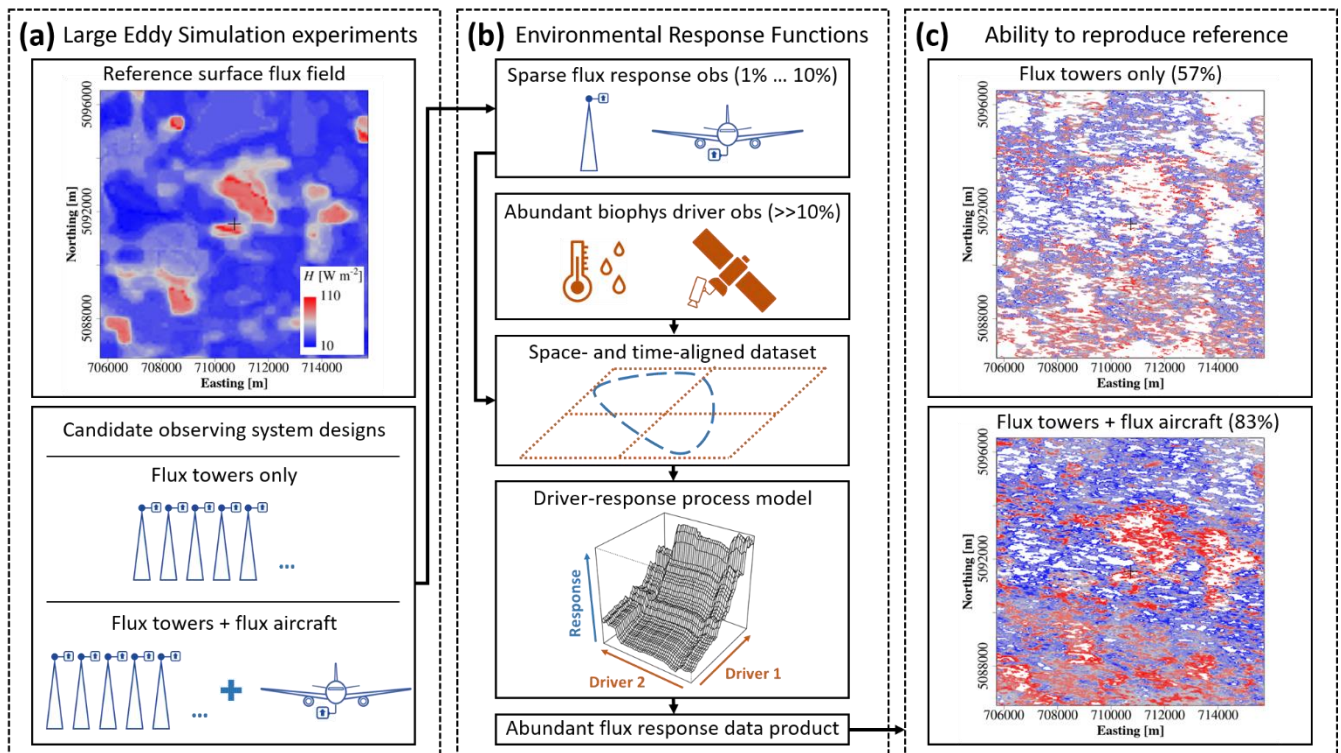 (a) Large Eddy Simulation experiments
Reference surface flux field
5096000
5092000
5088000
Northing [m]
H [W m⁻²]
110
10
706000 708000 710000 712000 714000
Easting [m]
Candidate observing system designs
Flux towers only
...
Flux towers + flux aircraft
...
+
(b) Environmental Response Functions
Sparse flux response obs (1% ... 10%)
Abundant biophys driver obs (>>10%)
Space- and time-aligned dataset
Driver-response process model
Response
Driver 2
Driver 1
Abundant flux response data product
(c) Ability to reproduce reference
Flux towers only (57%)
5096000
5092000
5088000
Northing [m]
706000 708000 710000 712000 714000
Easting [m]
Flux towers + flux aircraft (83%)
5096000
5092000
5088000
Northing [m]
706000 708000 710000 712000 714000
Easting [m]